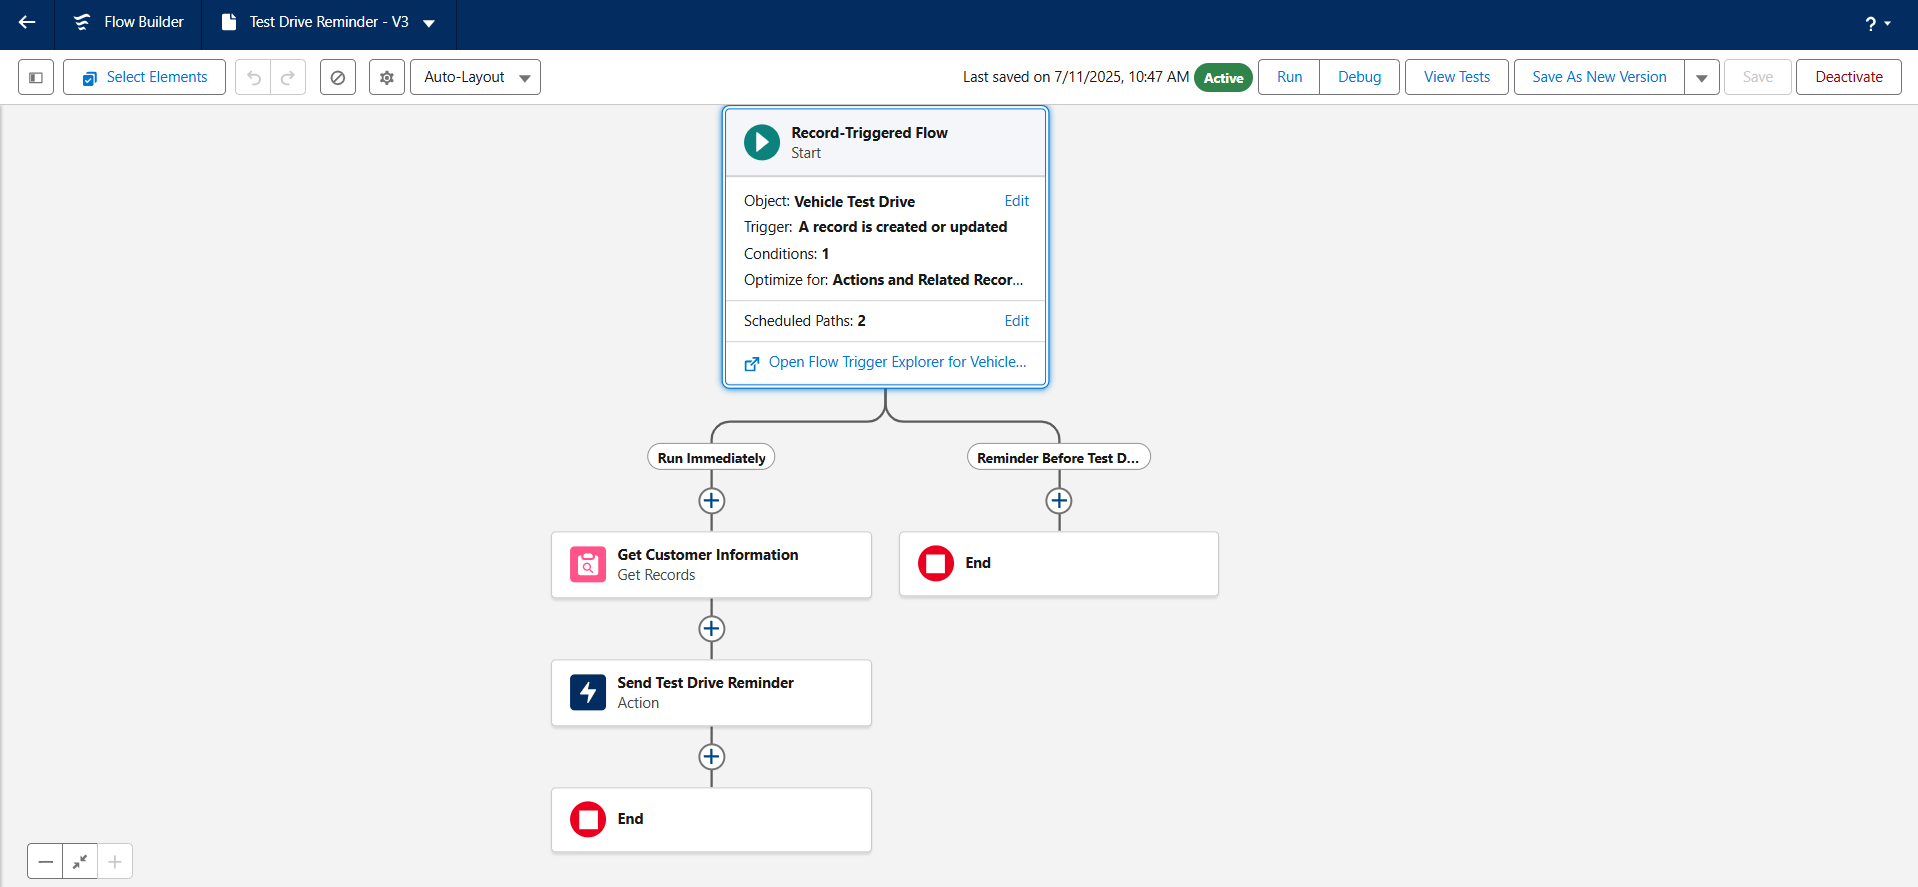 Flow Builder
Test Drive Reminder - V3
?
Select Elements
Auto-Layout
Last saved on 7/11/2025, 10:47 AM
Active
Run
Debug
View Tests
Save As New Version
Save
Deactivate
Record-Triggered Flow
Start
Object: Vehicle Test Drive
Edit
Trigger: A record is created or updated
Conditions: 1
Optimize for: Actions and Related Recor...
Scheduled Paths: 2
Edit
Open Flow Trigger Explorer for Vehicle...
Run Immediately
Reminder Before Test D...
Get Customer Information
Get Records
End
Send Test Drive Reminder
Action
End